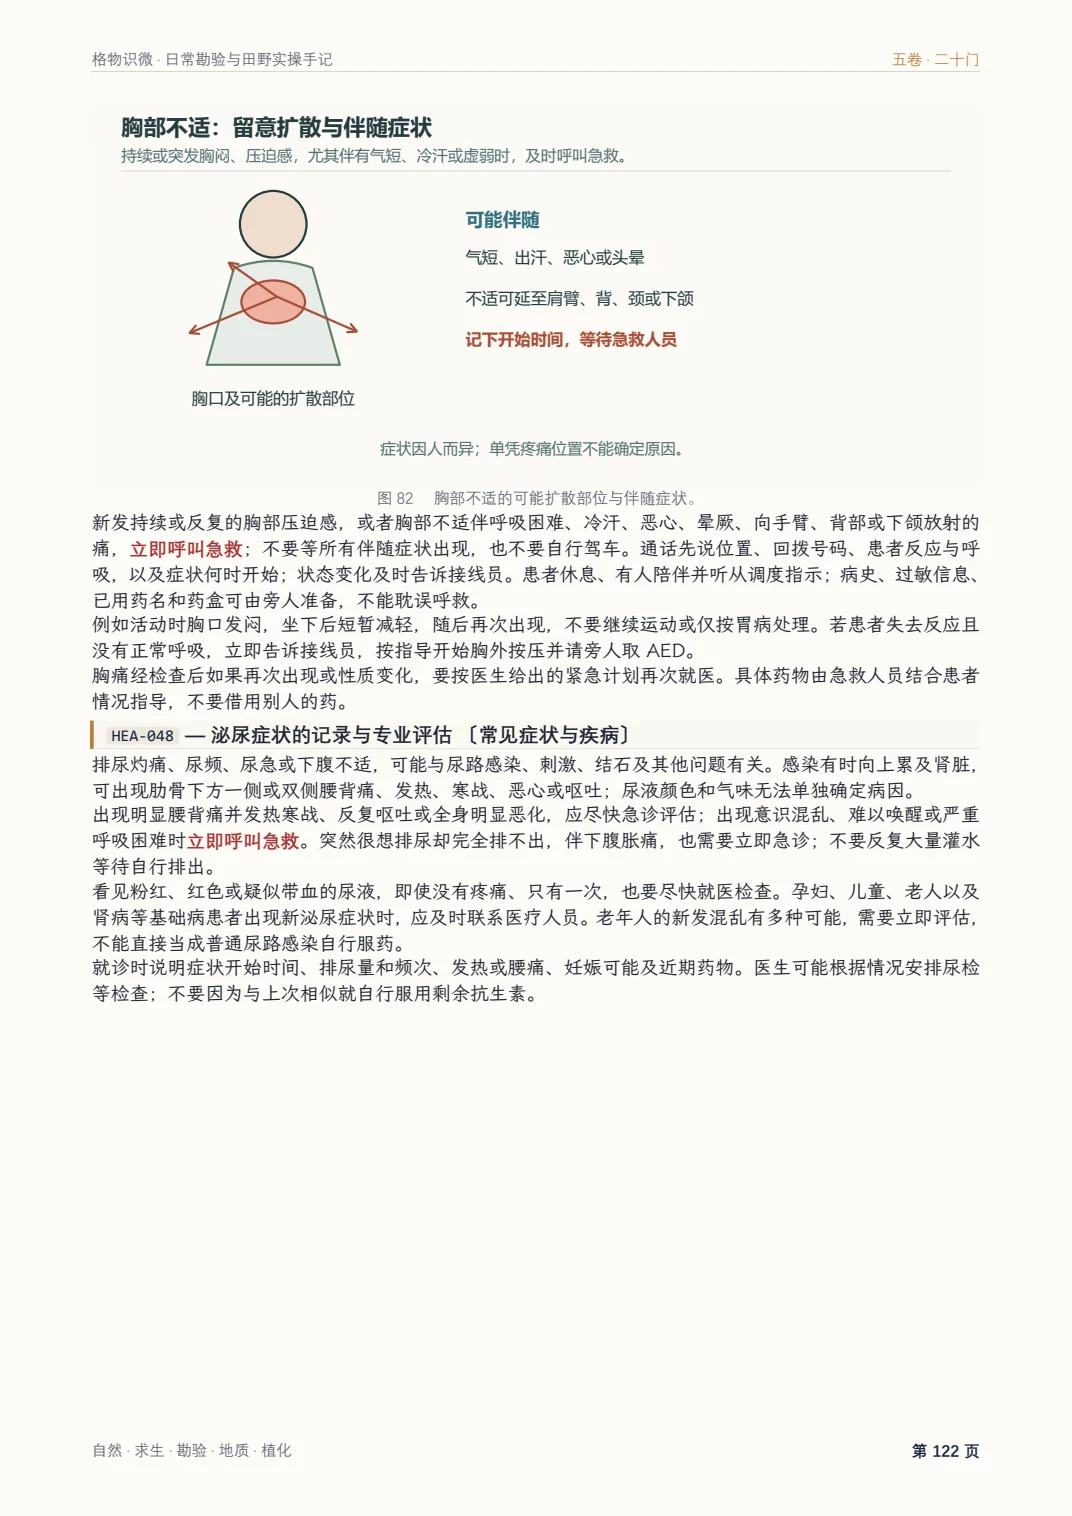 格物识微 · 日常勘验与田野实操手记
五卷 · 二十门
胸部不适：留意扩散与伴随症状
持续或突发胸闷、压迫感，尤其伴有气短、冷汗或虚弱时，及时呼叫急救。
可能伴随
气短、出汗、恶心或头晕
不适可延至肩臂、背、颈或下颌
记下开始时间，等待急救人员
胸口及可能的扩散部位
症状因人而异；单凭疼痛位置不能确定原因。
图 82 胸部不适的可能扩散部位与伴随症状。
新发持续或反复的胸部压迫感，或者胸部不适伴呼吸困难、冷汗、恶心、晕厥、向手臂、背部或下颌放射的
痛，立即呼叫急救；不要等所有伴随症状出现，也不要自行驾车。通话先说位置、回拨号码、患者反应与呼
吸，以及症状何时开始；状态变化及时告诉接线员。患者休息、有人陪伴并听从调度指示；病史、过敏信息、
已用药名和药盒可由旁人准备，不能耽误呼救。
例如活动时胸口发闷，坐下后短暂减轻，随后再次出现，不要继续运动或仅按胃病处理。若患者失去反应且
没有正常呼吸，立即告诉接线员，按指导开始胸外按压并请旁人取 AED。
胸痛经检查后如果再次出现或性质变化，要按医生给出的紧急计划再次就医。具体药物由急救人员结合患者
情况指导，不要借用别人的药。
HEA-048 — 泌尿症状的记录与专业评估 〔常见症状与疾病〕
排尿灼痛、尿频、尿急或下腹不适，可能与尿路感染、刺激、结石及其他问题有关。感染有时向上累及肾脏，
可出现肋骨下方一侧或双侧腰背痛、发热、寒战、恶心或呕吐；尿液颜色和气味无法单独确定病因。
出现明显腰背痛并发热寒战、反复呕吐或全身明显恶化，应尽快急诊评估；出现意识混乱、难以唤醒或严重
呼吸困难时立即呼叫急救。突然很想排尿却完全排不出，伴下腹胀痛，也需要立即急诊；不要反复大量灌水
等待自行排出。
看见粉红、红色或疑似带血的尿液，即使没有疼痛、只有一次，也要尽快就医检查。孕妇、儿童、老人以及
肾病等基础病患者出现新泌尿症状时，应及时联系医疗人员。老年人的新发混乱有多种可能，需要立即评估，
不能直接当成普通尿路感染自行服药。
就诊时说明症状开始时间、排尿量和频次、发热或腰痛、妊娠可能及近期药物。医生可能根据情况安排尿检
等检查；不要因为与上次相似就自行服用剩余抗生素。
自然 · 求生 · 勘验 · 地质 · 植化
第 122 页